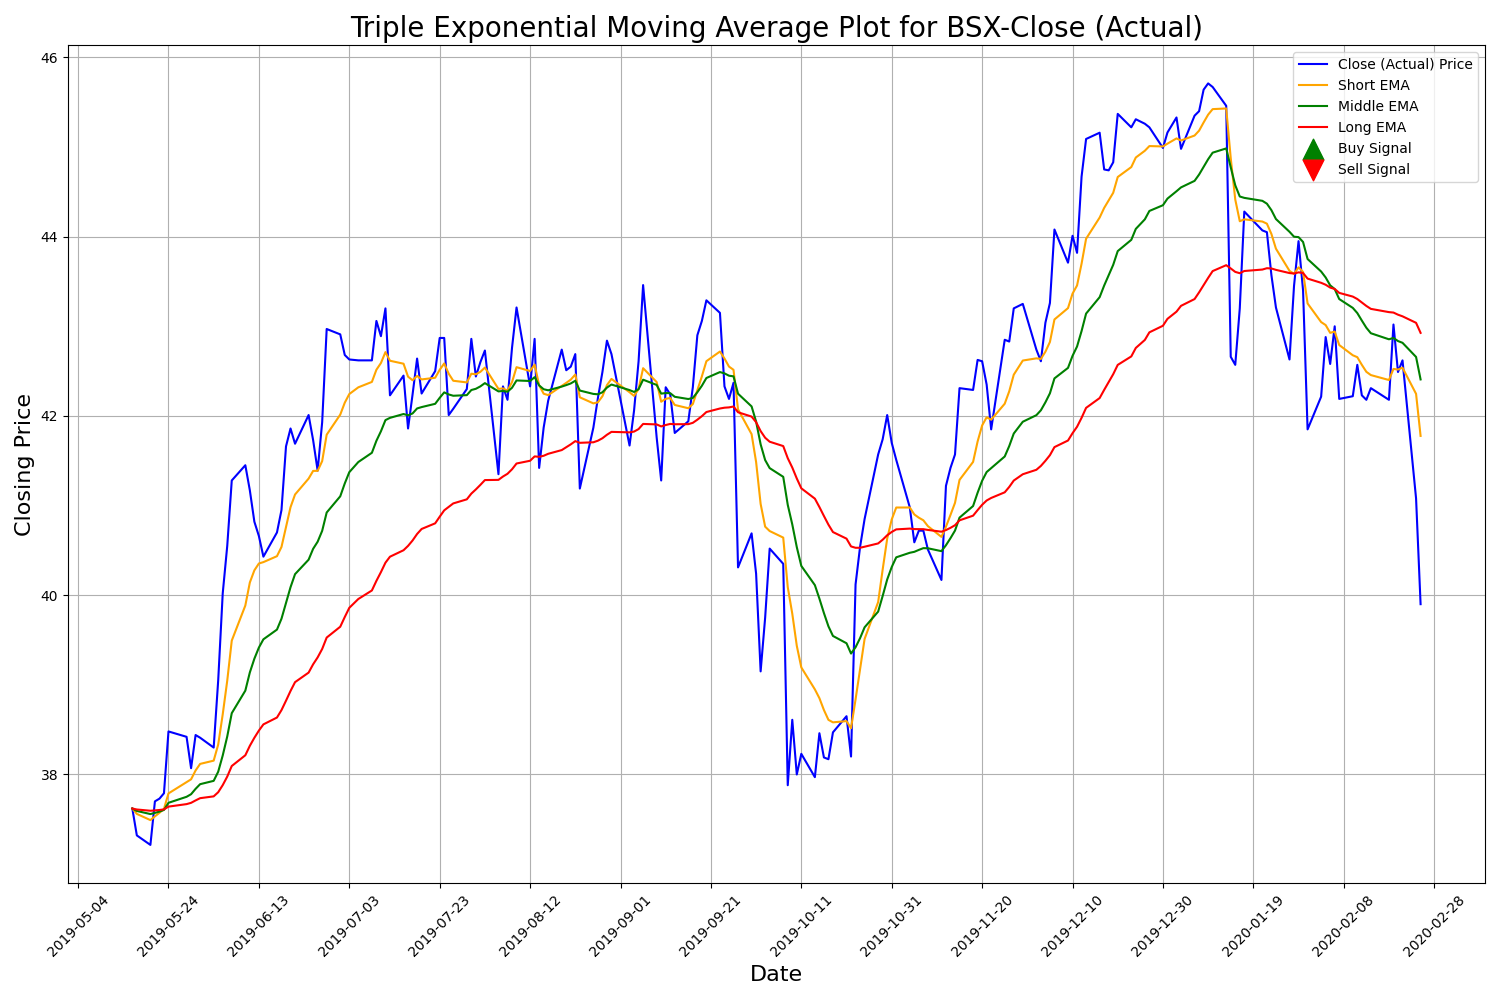 Triple Exponential Moving Average Plot for BSX-Close (Actual)
Close (Actual) Price
Short EMA
Middle EMA
Long EMA
Buy Signal
Sell Signal
Closing Price
46
44
42
40
38
2019-05-04
2019-05-24
2019-06-13
2019-07-03
2019-07-23
2019-08-12
2019-09-01
2019-09-21
2019-10-11
2019-10-31
2019-11-20
2019-12-10
2019-12-30
2020-01-19
2020-02-08
2020-02-28
Date